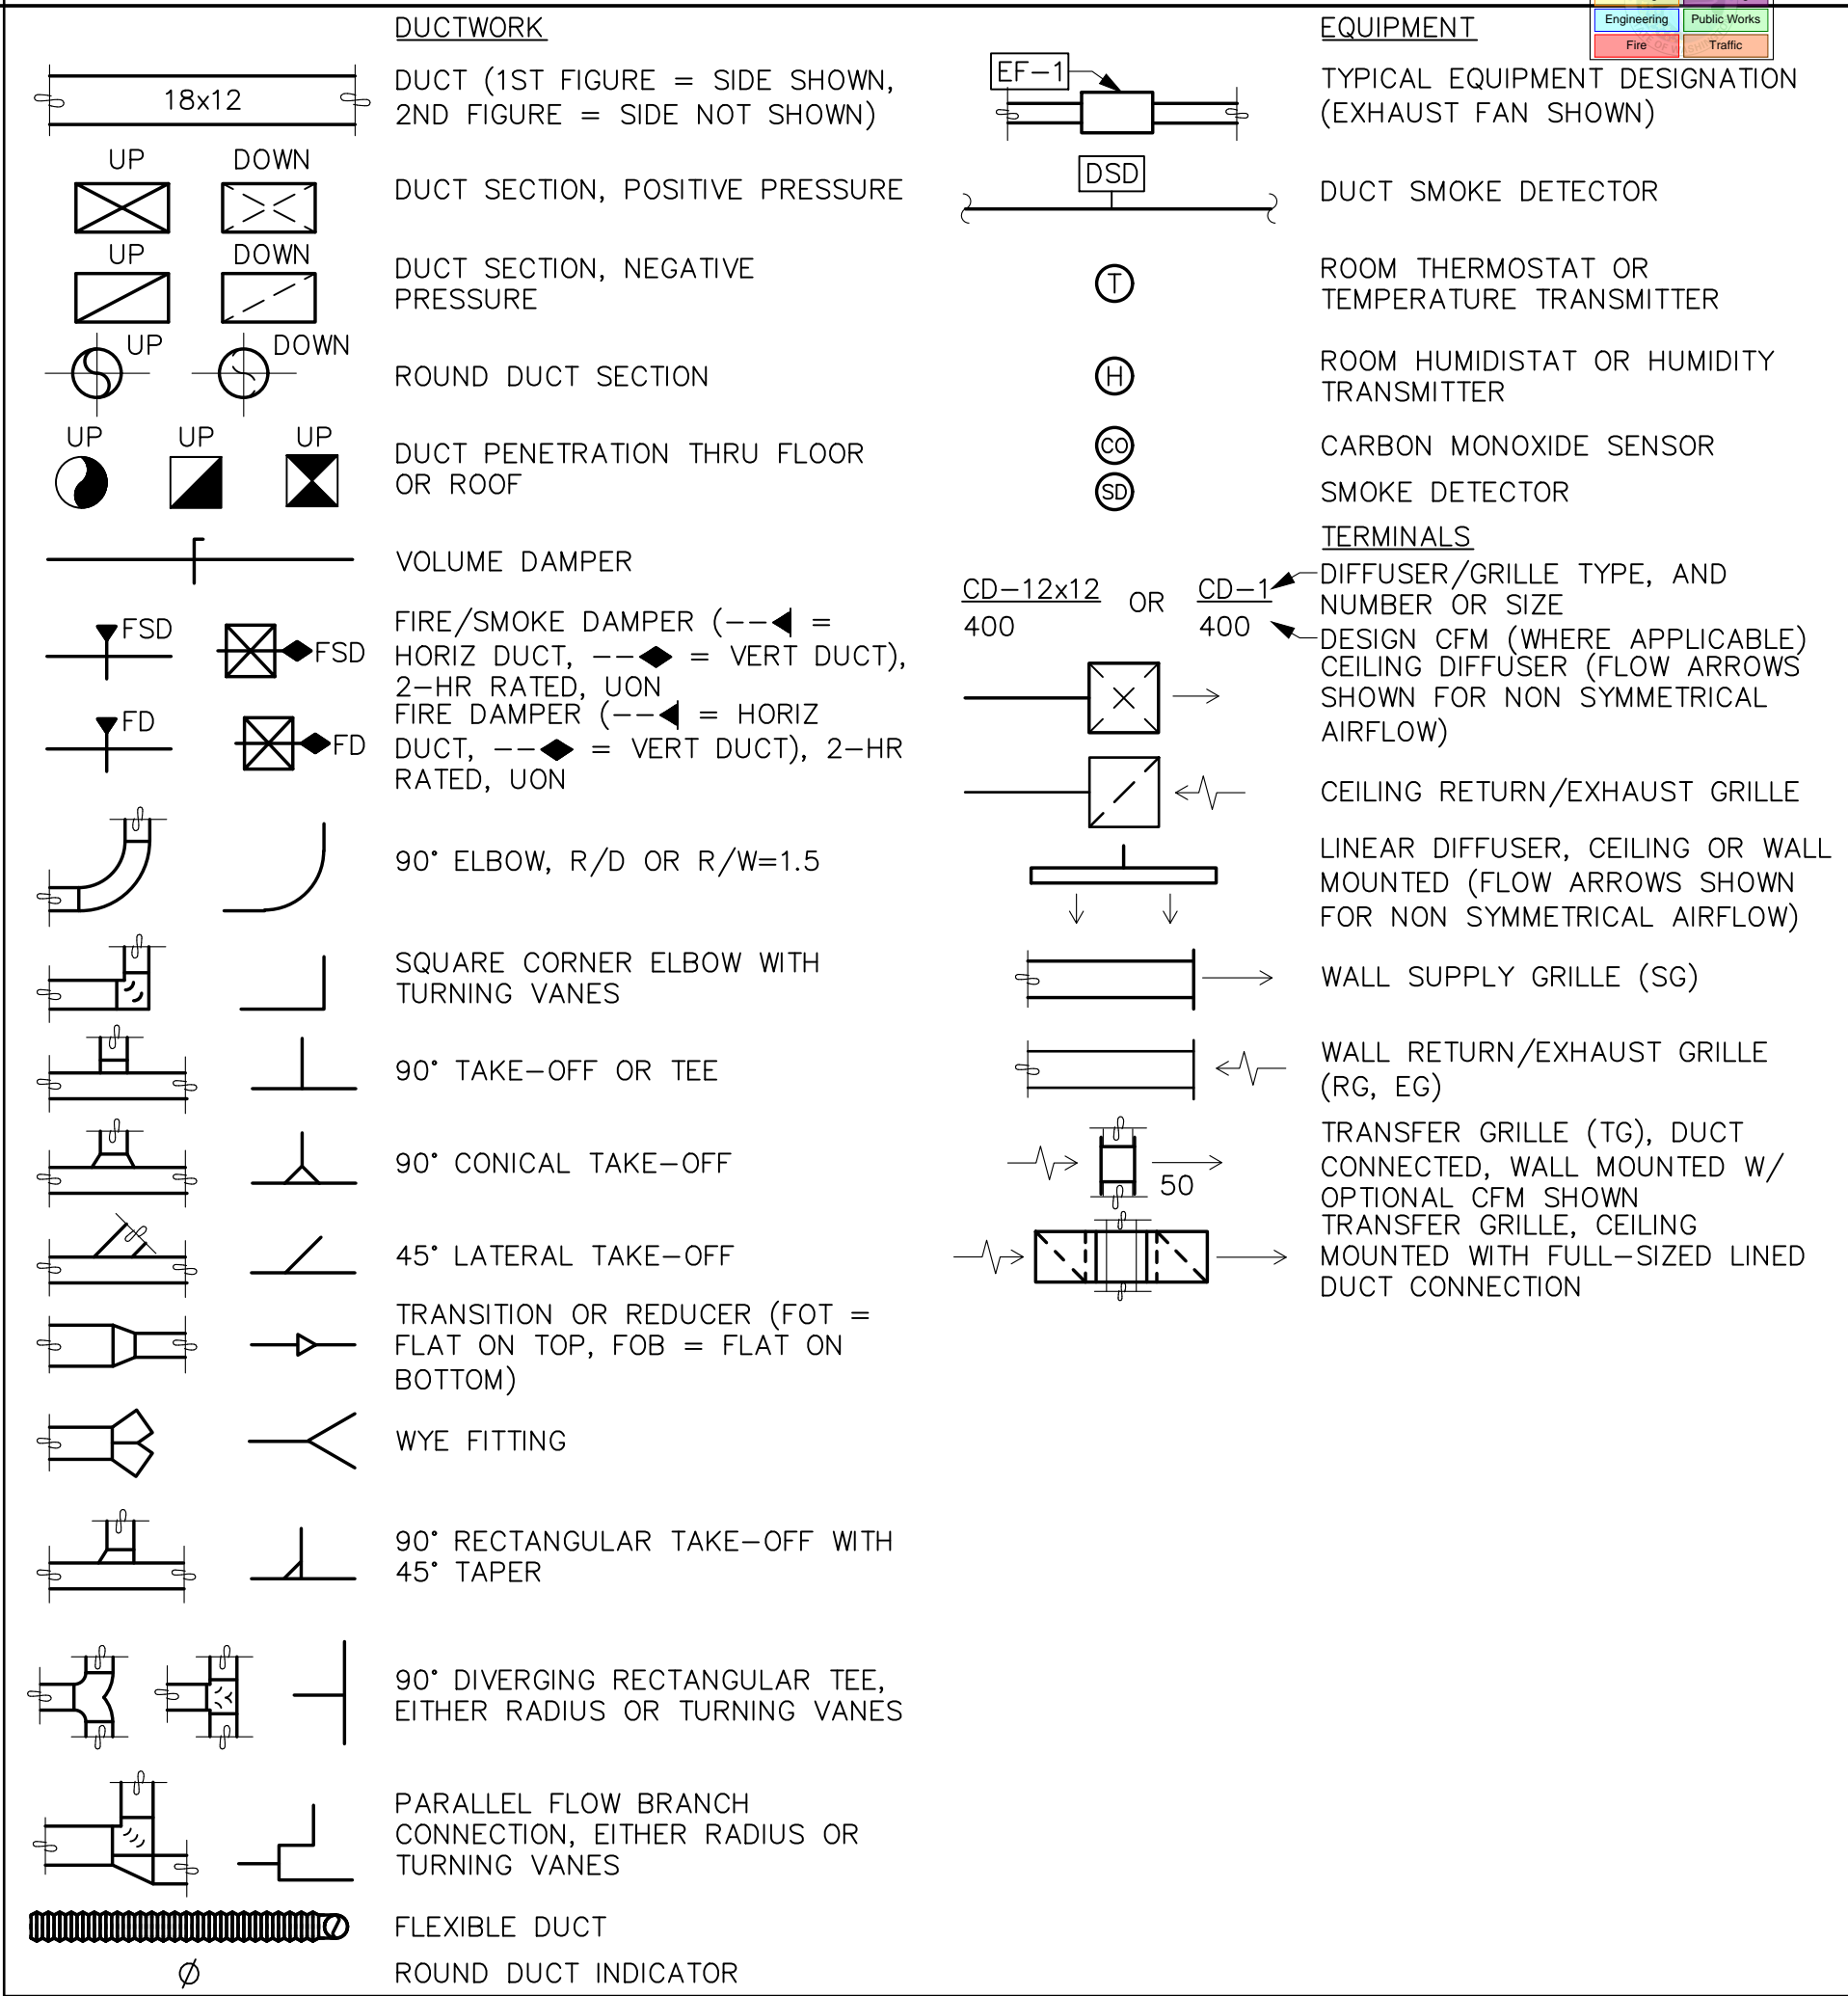 DUCTWORK
18x12
DUCT (1ST FIGURE = SIDE SHOWN,
2ND FIGURE = SIDE NOT SHOWN)
UP DOWN
DUCT SECTION, POSITIVE PRESSURE
UP DOWN
DUCT SECTION, NEGATIVE
PRESSURE
UP DOWN
ROUND DUCT SECTION
UP UP UP
DUCT PENETRATION THRU FLOOR
OR ROOF
VOLUME DAMPER
FSD FSD
FIRE/SMOKE DAMPER (--◀ =
HORIZ DUCT, --◆ = VERT DUCT),
2-HR RATED, UON
FD FD
FIRE DAMPER (--◀ = HORIZ
DUCT, --◆ = VERT DUCT), 2-HR
RATED, UON
90° ELBOW, R/D OR R/W=1.5
SQUARE CORNER ELBOW WITH
TURNING VANES
90° TAKE-OFF OR TEE
90° CONICAL TAKE-OFF
45° LATERAL TAKE-OFF
TRANSITION OR REDUCER (FOT =
FLAT ON TOP, FOB = FLAT ON
BOTTOM)
WYE FITTING
90° RECTANGULAR TAKE-OFF WITH
45° TAPER
90° DIVERGING RECTANGULAR TEE,
EITHER RADIUS OR TURNING VANES
PARALLEL FLOW BRANCH
CONNECTION, EITHER RADIUS OR
TURNING VANES
FLEXIBLE DUCT
Ø
ROUND DUCT INDICATOR
EQUIPMENT
Engineering Public Works
Fire Traffic
EF-1
TYPICAL EQUIPMENT DESIGNATION
(EXHAUST FAN SHOWN)
DSD
DUCT SMOKE DETECTOR
T
ROOM THERMOSTAT OR
TEMPERATURE TRANSMITTER
H
ROOM HUMIDISTAT OR HUMIDITY
TRANSMITTER
CO
CARBON MONOXIDE SENSOR
SD
SMOKE DETECTOR
TERMINALS
CD-12x12 OR CD-1
400 400
DIFFUSER/GRILLE TYPE, AND
NUMBER OR SIZE
DESIGN CFM (WHERE APPLICABLE)
CEILING DIFFUSER (FLOW ARROWS
SHOWN FOR NON SYMMETRICAL
AIRFLOW)
CEILING RETURN/EXHAUST GRILLE
LINEAR DIFFUSER, CEILING OR WALL
MOUNTED (FLOW ARROWS SHOWN
FOR NON SYMMETRICAL AIRFLOW)
WALL SUPPLY GRILLE (SG)
WALL RETURN/EXHAUST GRILLE
(RG, EG)
50
TRANSFER GRILLE (TG), DUCT
CONNECTED, WALL MOUNTED W/
OPTIONAL CFM SHOWN
TRANSFER GRILLE, CEILING
MOUNTED WITH FULL-SIZED LINED
DUCT CONNECTION